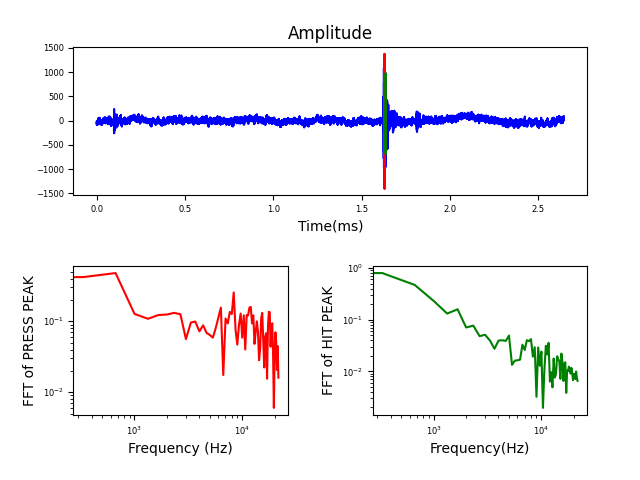 Amplitude
1500
1000
500
0
−500
−1000
−1500
0.0 0.5 1.0 1.5 2.0 2.5
Time(ms)
FFT of PRESS PEAK
10⁻¹
10⁻²
10³ 10⁴
Frequency (Hz)
FFT of HIT PEAK
10⁰
10⁻¹
10⁻²
10³ 10⁴
Frequency(Hz)